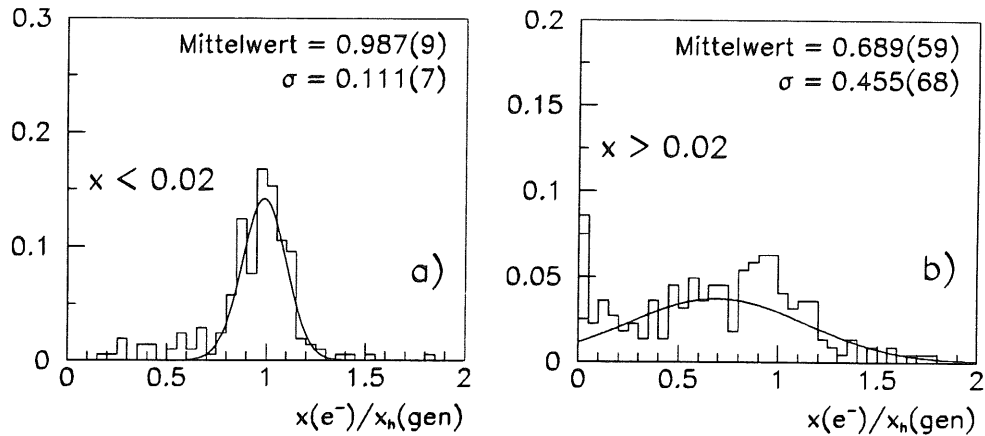 0.3
Mittelwert = 0.987(9)
σ = 0.111(7)
0.2
x < 0.02
0.1
a)
0
0 0.5 1 1.5 2
x(e⁻)/xₕ(gen)
0.2
Mittelwert = 0.689(59)
σ = 0.455(68)
0.15
x > 0.02
0.1
0.05
b)
0
0 0.5 1 1.5 2
x(e⁻)/xₕ(gen)